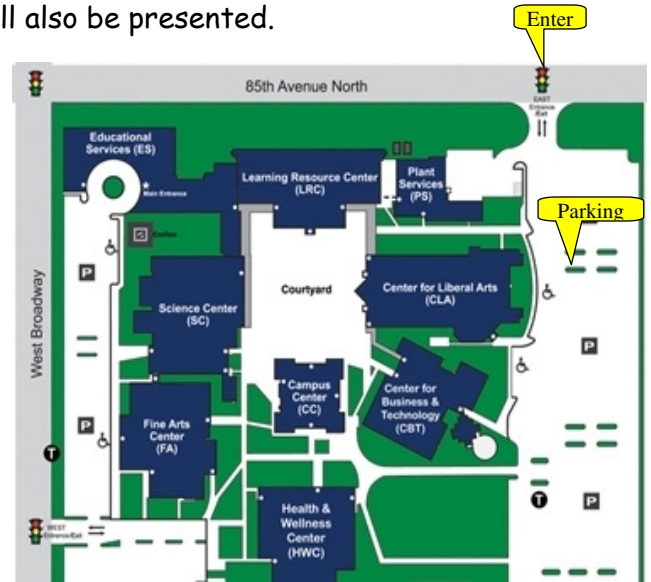 ll also be presented.
Enter
85th Avenue North
EAST
Entrance
/Exit
Educational
Services (ES)
Main Entrance
Learning Resource Center
(LRC)
Plant
Services
(PS)
Parking
Carillon
P
Courtyard
Center for Liberal Arts
(CLA)
Science Center
(SC)
West Broadway
P
Campus
Center
(CC)
Center for
Business &
Technology
(CBT)
P
Fine Arts
Center
(FA)
T
T
P
Health &
Wellness
Center
(HWC)
WEST
Entrance/Exit